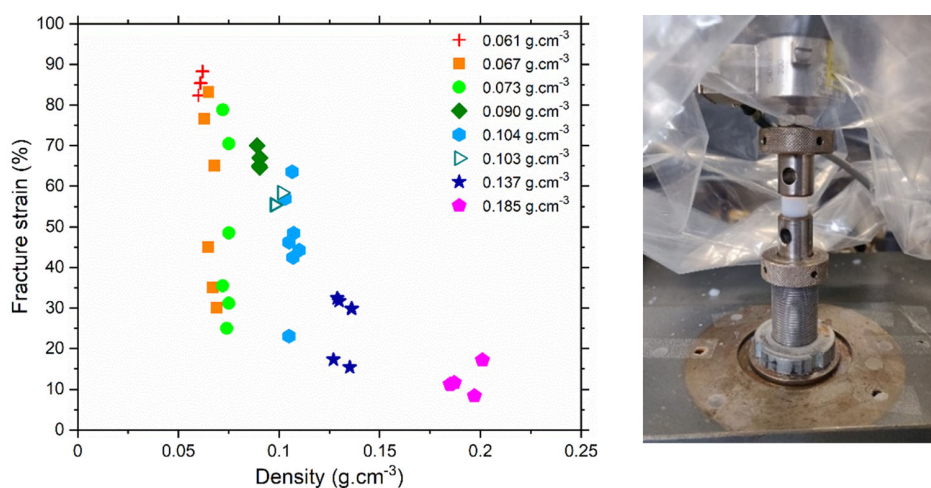 100
90
80
70
60
50
40
30
20
10
0
Fracture strain (%)
0.061 g.cm⁻³
0.067 g.cm⁻³
0.073 g.cm⁻³
0.090 g.cm⁻³
0.104 g.cm⁻³
0.103 g.cm⁻³
0.137 g.cm⁻³
0.185 g.cm⁻³
0 0.05 0.1 0.15 0.2 0.25
Density (g.cm⁻³)